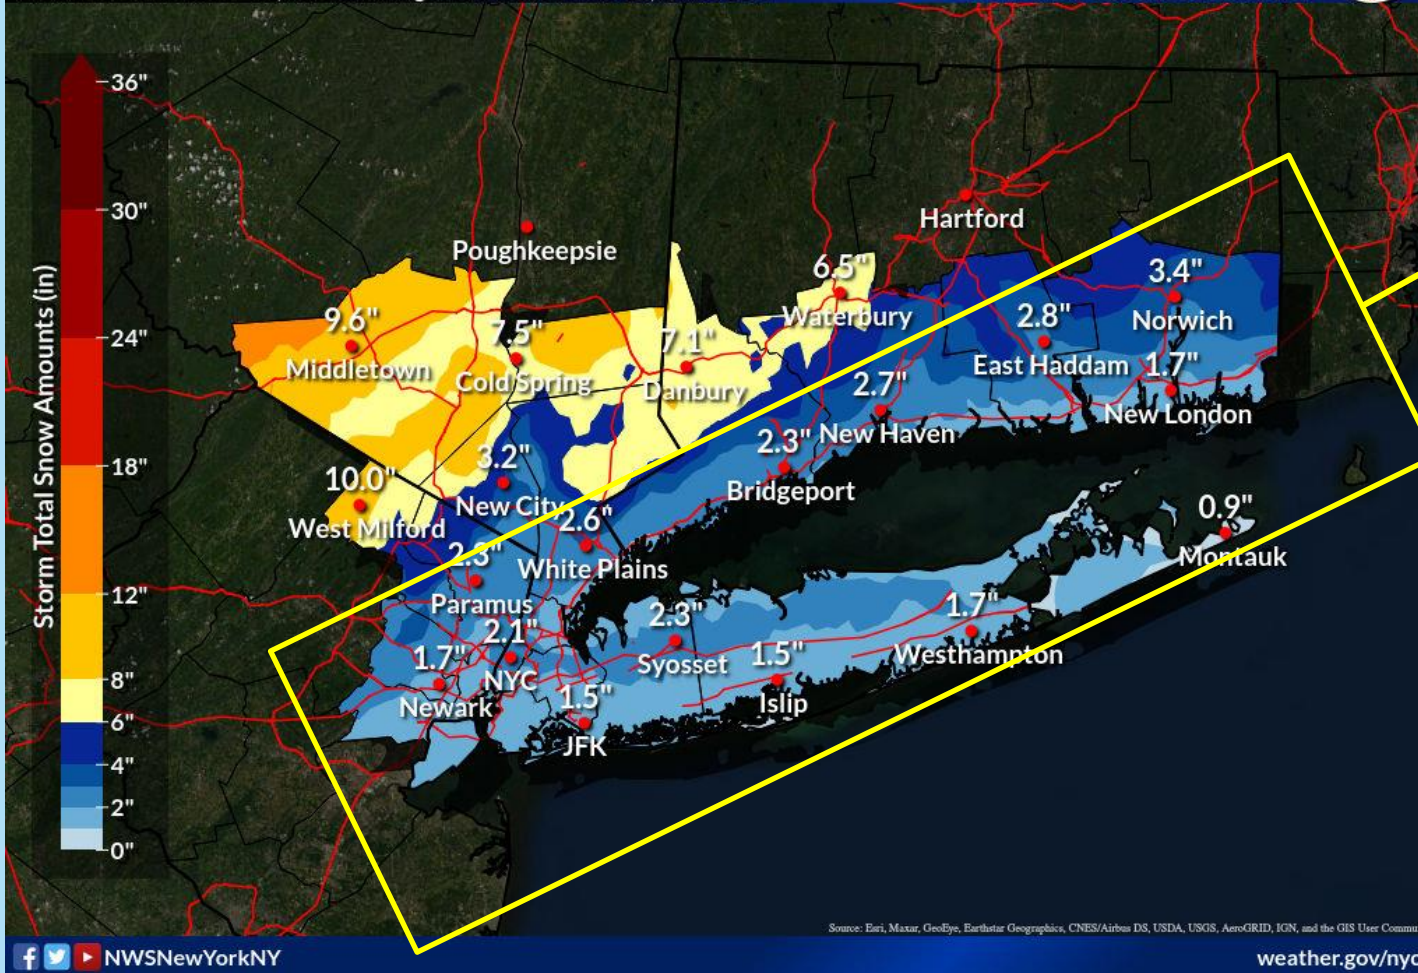 36"
30"
24"
18"
12"
8"
6"
4"
2"
0"
Storm Total Snow Amounts (in)
Poughkeepsie
Hartford
9.6"
Middletown
7.5"
Cold Spring
7.1"
Danbury
6.5"
Waterbury
3.4"
Norwich
2.8"
East Haddam
1.7"
New London
2.7"
New Haven
2.3"
Bridgeport
10.0"
West Milford
3.2"
New City
2.6"
White Plains
2.3"
Paramus
2.1"
NYC
1.7"
Newark
1.5"
JFK
2.3"
Syosset
1.5"
Islip
1.7"
Westhampton
0.9"
Montauk
Source: Esri, Maxar, GeoEye, Earthstar Geographics, CNES/Airbus DS, USDA, USGS, AeroGRID, IGN, and the GIS User Commu
NWSNewYorkNY
weather.gov/nyc